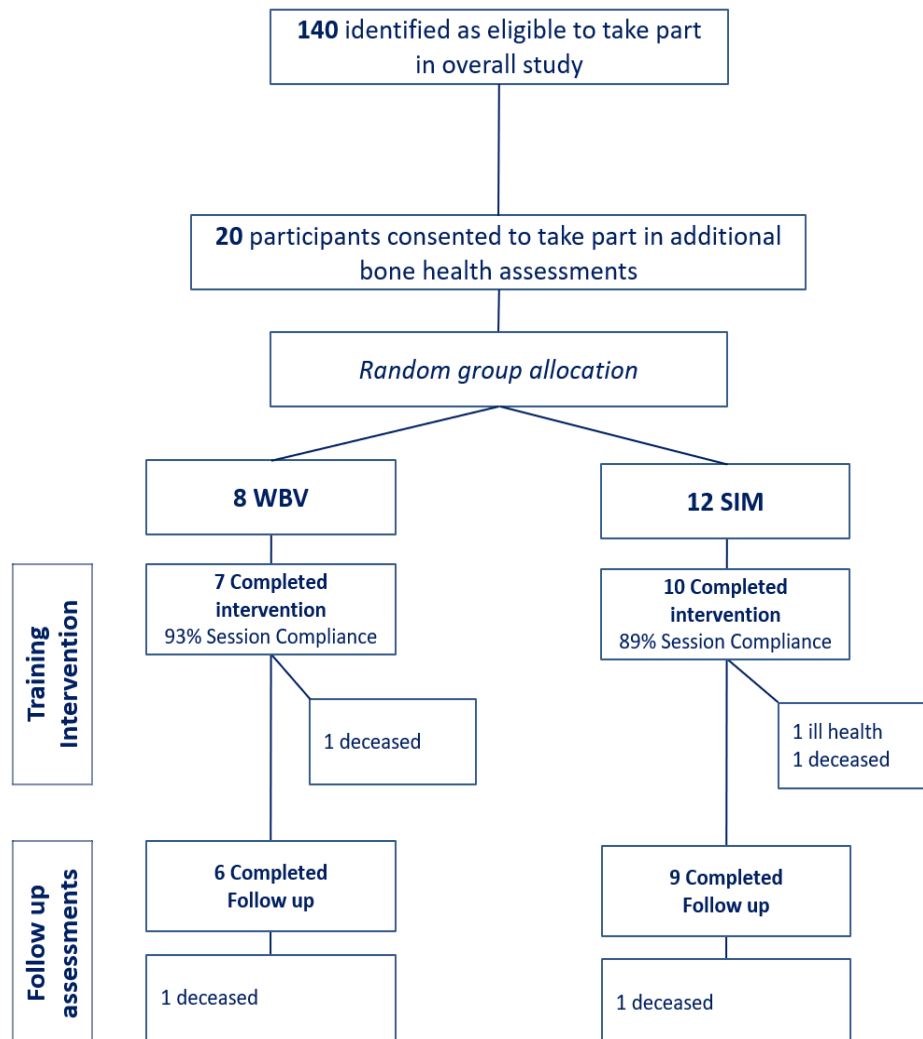 140 identified as eligible to take part
in overall study
20 participants consented to take part in additional
bone health assessments
Random group allocation
8 WBV
12 SIM
Training
Intervention
7 Completed
intervention
93% Session Compliance
10 Completed
intervention
89% Session Compliance
1 deceased
1 ill health
1 deceased
Follow up
assessments
6 Completed
Follow up
9 Completed
Follow up
1 deceased
1 deceased